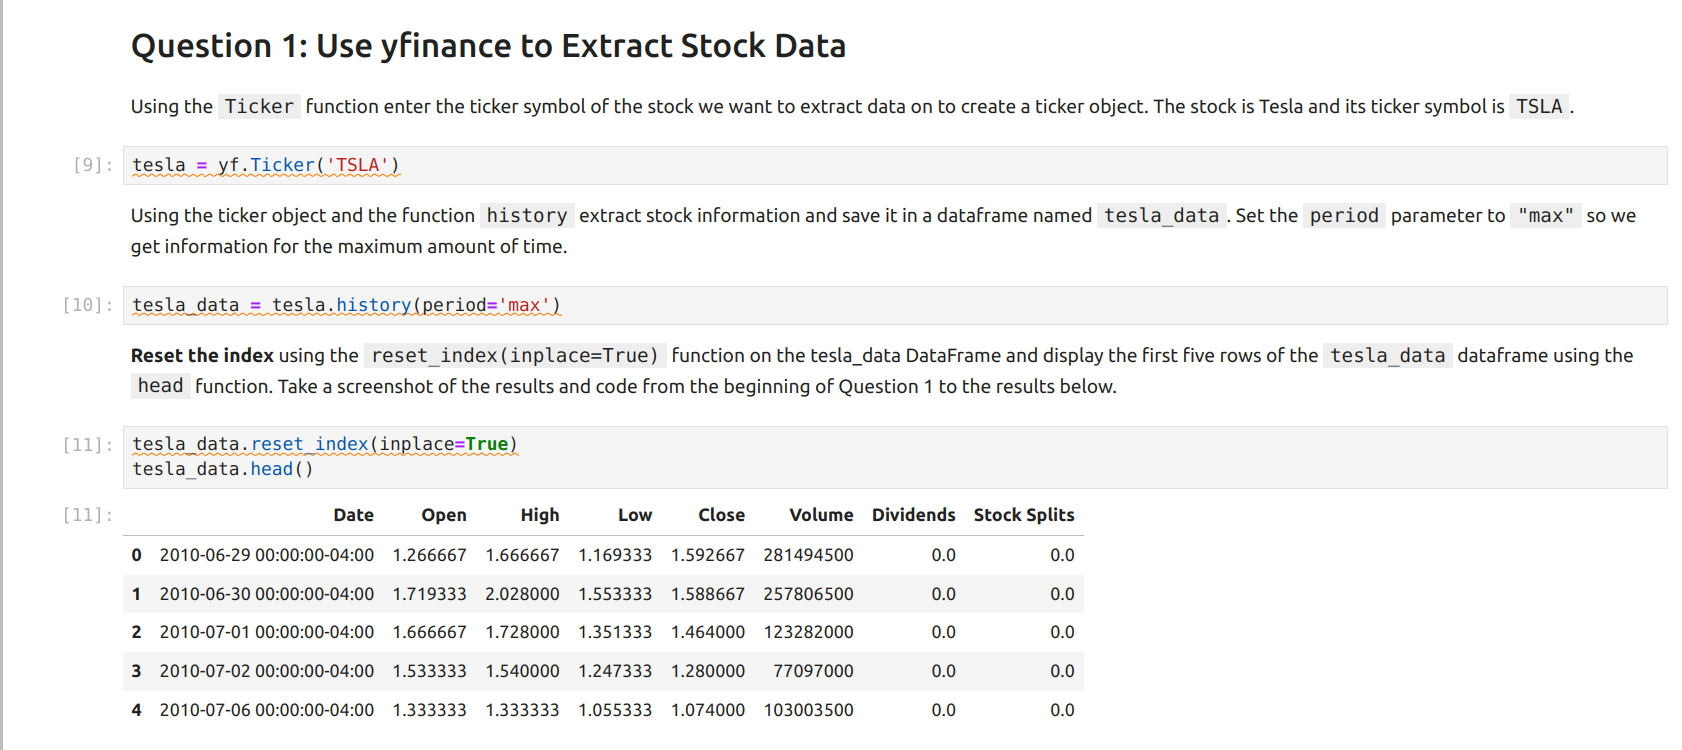 Question 1: Use yfinance to Extract Stock Data
Using the Ticker function enter the ticker symbol of the stock we want to extract data on to create a ticker object. The stock is Tesla and its ticker symbol is TSLA.
[9]: tesla = yf.Ticker('TSLA')
Using the ticker object and the function history extract stock information and save it in a dataframe named tesla_data. Set the period parameter to "max" so we
get information for the maximum amount of time.
[10]: tesla_data = tesla.history(period='max')
Reset the index using the reset_index(inplace=True) function on the tesla_data DataFrame and display the first five rows of the tesla_data dataframe using the
head function. Take a screenshot of the results and code from the beginning of Question 1 to the results below.
[11]: tesla_data.reset_index(inplace=True)
tesla_data.head()
[11]: Date Open High Low Close Volume Dividends Stock Splits
0 2010-06-29 00:00:00-04:00 1.266667 1.666667 1.169333 1.592667 281494500 0.0 0.0
1 2010-06-30 00:00:00-04:00 1.719333 2.028000 1.553333 1.588667 257806500 0.0 0.0
2 2010-07-01 00:00:00-04:00 1.666667 1.728000 1.351333 1.464000 123282000 0.0 0.0
3 2010-07-02 00:00:00-04:00 1.533333 1.540000 1.247333 1.280000 77097000 0.0 0.0
4 2010-07-06 00:00:00-04:00 1.333333 1.333333 1.055333 1.074000 103003500 0.0 0.0